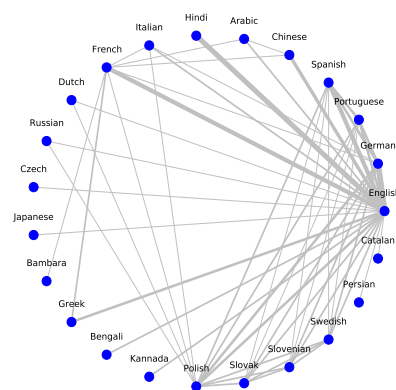 Hindi
Italian
Arabic
Chinese
French
Spanish
Dutch
Portuguese
Russian
German
Czech
English
Japanese
Catalan
Bambara
Persian
Greek
Swedish
Bengali
Slovenian
Kannada
Slovak
Polish